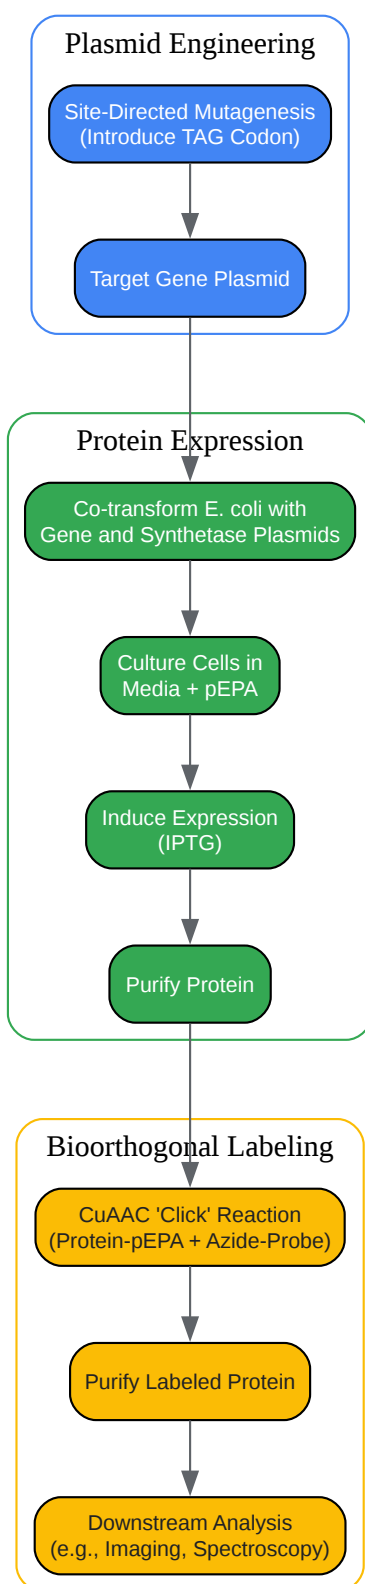 Plasmid Engineering
Site-Directed Mutagenesis
(Introduce TAG Codon)
Target Gene Plasmid
Protein Expression
Co-transform E. coli with
Gene and Synthetase Plasmids
Culture Cells in
Media + pEPA
Induce Expression
(IPTG)
Purify Protein
Bioorthogonal Labeling
CuAAC 'Click' Reaction
(Protein-pEPA + Azide-Probe)
Purify Labeled Protein
Downstream Analysis
(e.g., Imaging, Spectroscopy)